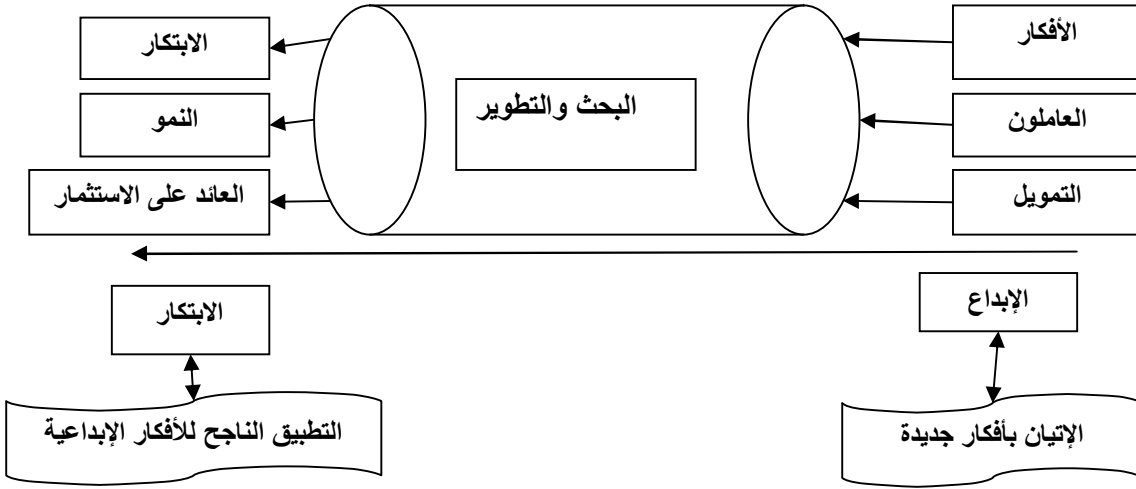 الأفكار
العاملون
التمويل
البحث والتطوير
الابتكار
النمو
العائد على الاستثمار
الإبداع
الابتكار
الإتيان بأفكار جديدة
التطبيق الناجح للأفكار الإبداعية